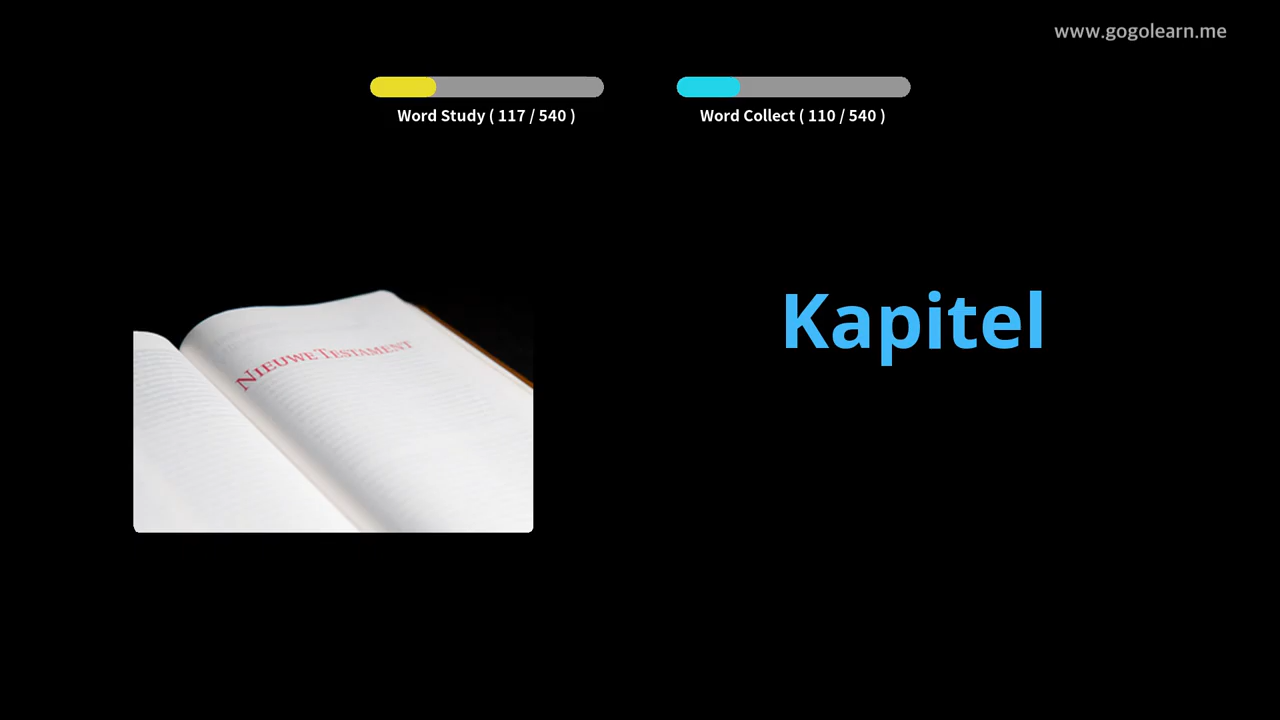 www.gogolearn.me
Word Study ( 117 / 540 )
Word Collect ( 110 / 540 )
Kapitel
NIEUWE TESTAMENT